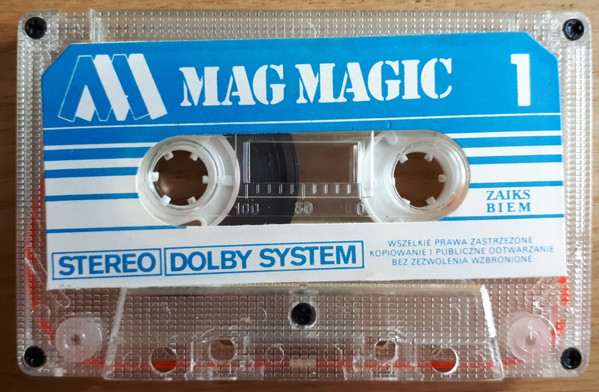 MAG MAGIC 1
100 50 0
ZAIKS
BIEM
STEREO DOLBY SYSTEM
WSZELKIE PRAWA ZASTRZEŻONE
KOPIOWANIE I PUBLICZNE ODTWARZANIE
BEZ ZEZWOLENIA WZBRONIONE